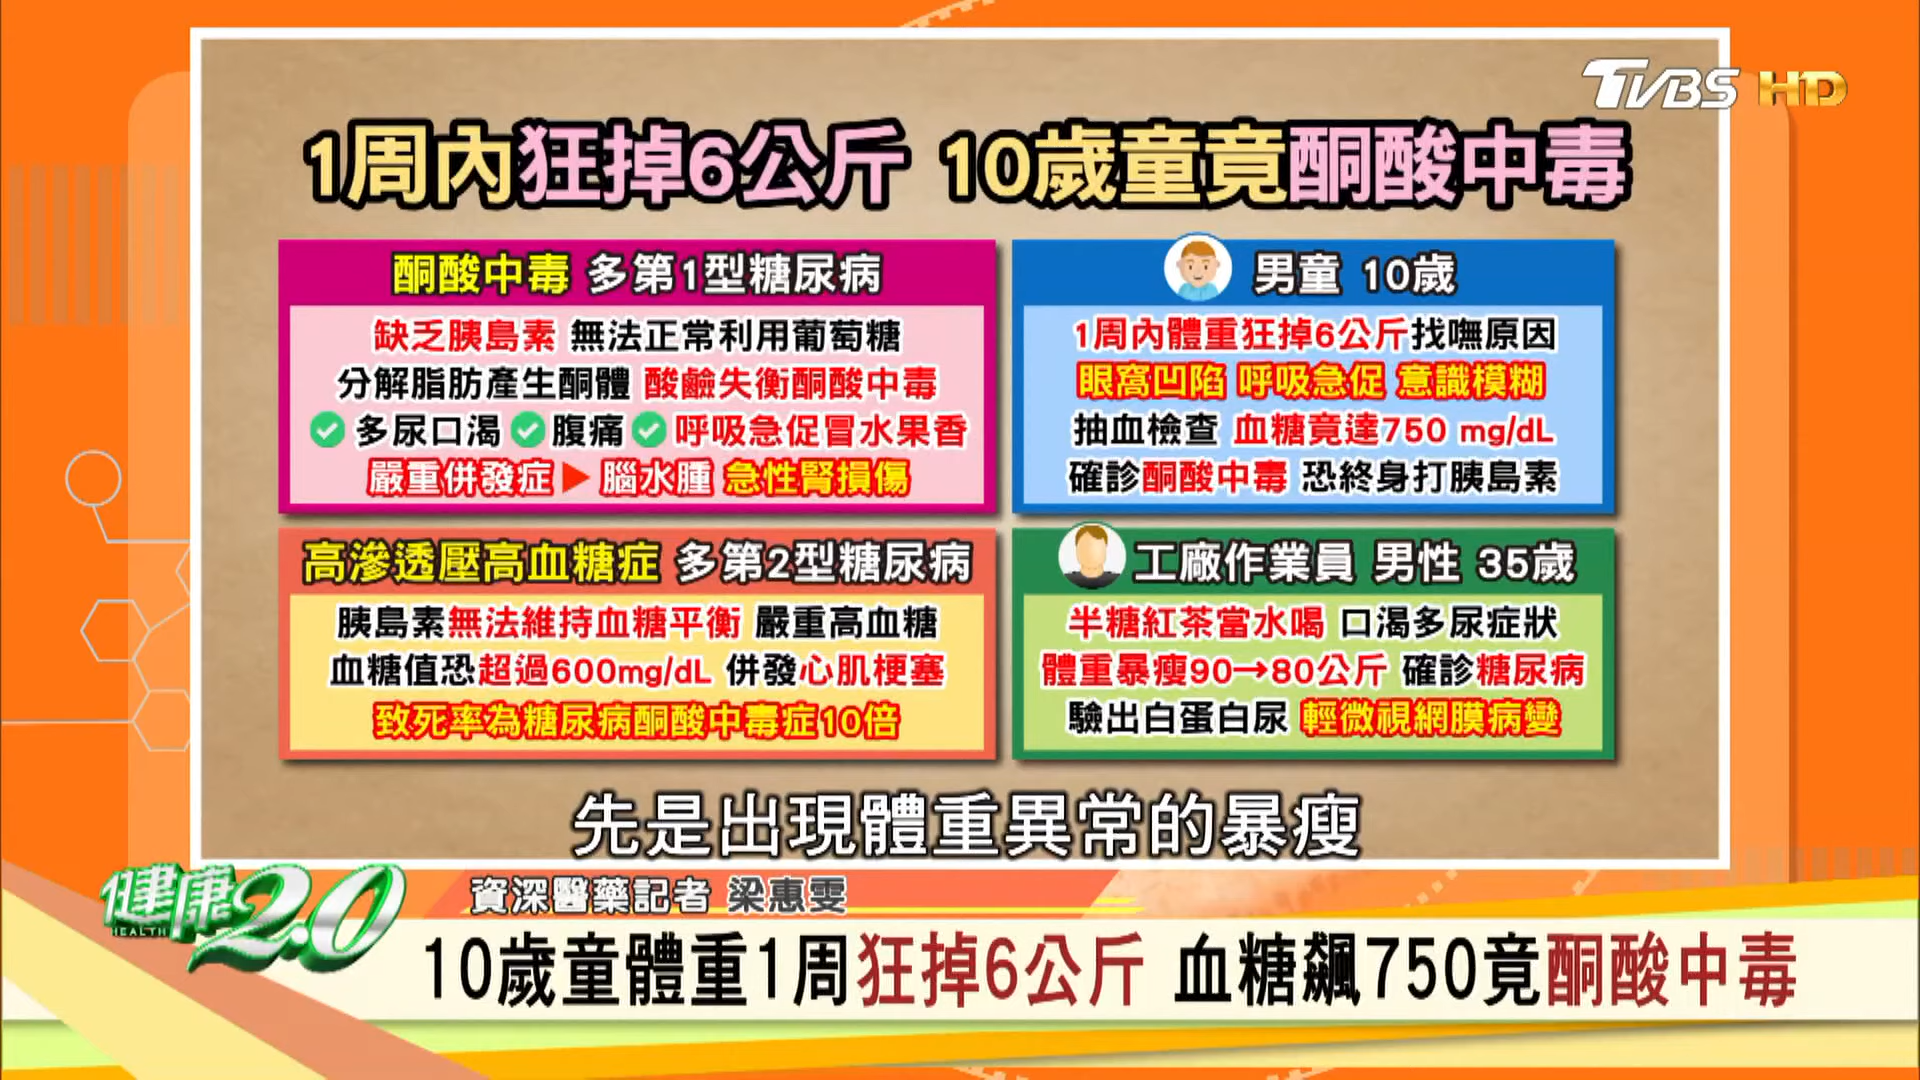 TVBS HD
1周內狂掉6公斤 10歲童竟酮酸中毒
酮酸中毒 多第1型糖尿病
缺乏胰島素 無法正常利用葡萄糖
分解脂肪產生酮體 酸鹼失衡酮酸中毒
多尿口渴 腹痛 呼吸急促冒水果香
嚴重併發症 ▶ 腦水腫 急性腎損傷
男童 10歲
1周內體重狂掉6公斤找嘸原因
眼窩凹陷 呼吸急促 意識模糊
抽血檢查 血糖竟達750 mg/dL
確診酮酸中毒 恐終身打胰島素
高滲透壓高血糖症 多第2型糖尿病
胰島素無法維持血糖平衡 嚴重高血糖
血糖值恐超過600mg/dL 併發心肌梗塞
致死率為糖尿病酮酸中毒症10倍
工廠作業員 男性 35歲
半糖紅茶當水喝 口渴多尿症狀
體重暴瘦90→80公斤 確診糖尿病
驗出白蛋白尿 輕微視網膜病變
先是出現體重異常的暴瘦
健康2.0
HEALTH
資深醫藥記者 梁惠雯
10歲童體重1周狂掉6公斤 血糖飆750竟酮酸中毒